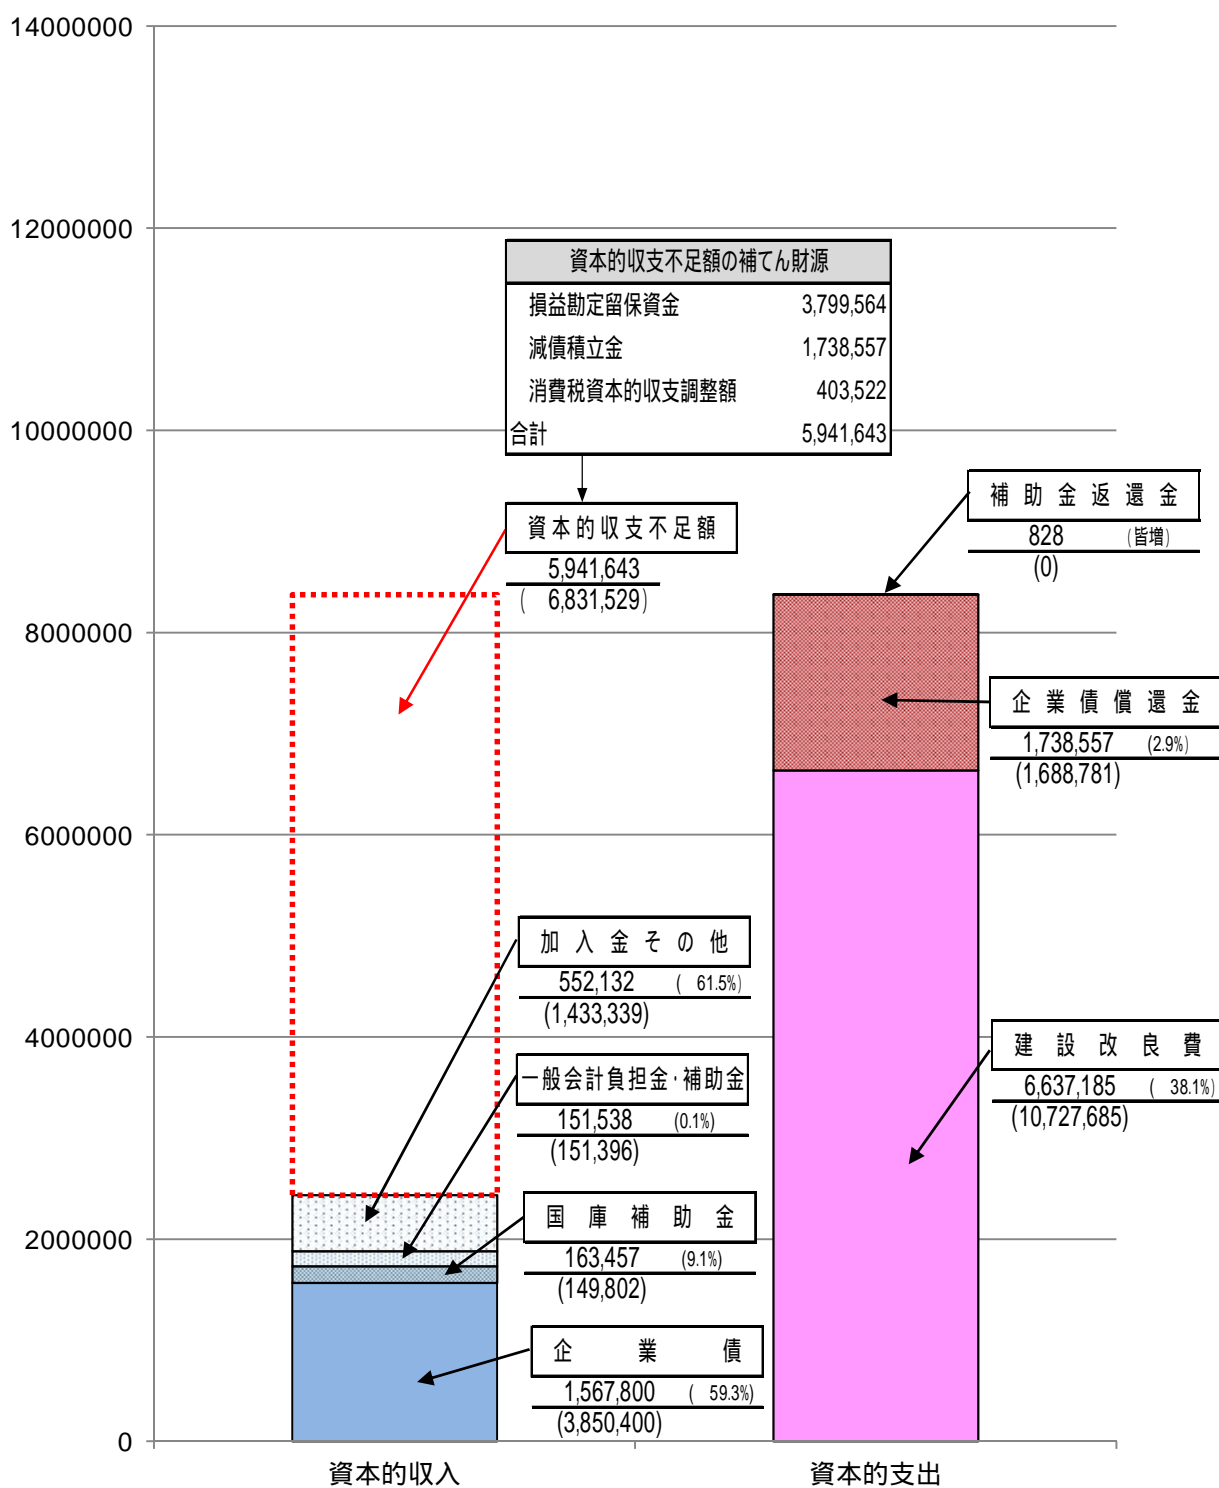 14000000
12000000
資本的収支不足額の補てん財源
損益勘定留保資金 3,799,564
減債積立金 1,738,557
消費税資本的収支調整額 403,522
合計 5,941,643
10000000
補助金返還金
828 (皆増)
(0)
資本的収支不足額
5,941,643
( 6,831,529)
8000000
企業債償還金
1,738,557 (2.9%)
(1,688,781)
6000000
加入金その他
552,132 ( 61.5%)
(1,433,339)
4000000
建設改良費
6,637,185 ( 38.1%)
(10,727,685)
一般会計負担金・補助金
151,538 (0.1%)
(151,396)
2000000
国庫補助金
163,457 (9.1%)
(149,802)
企業債
1,567,800 ( 59.3%)
(3,850,400)
0
資本的収入 資本的支出